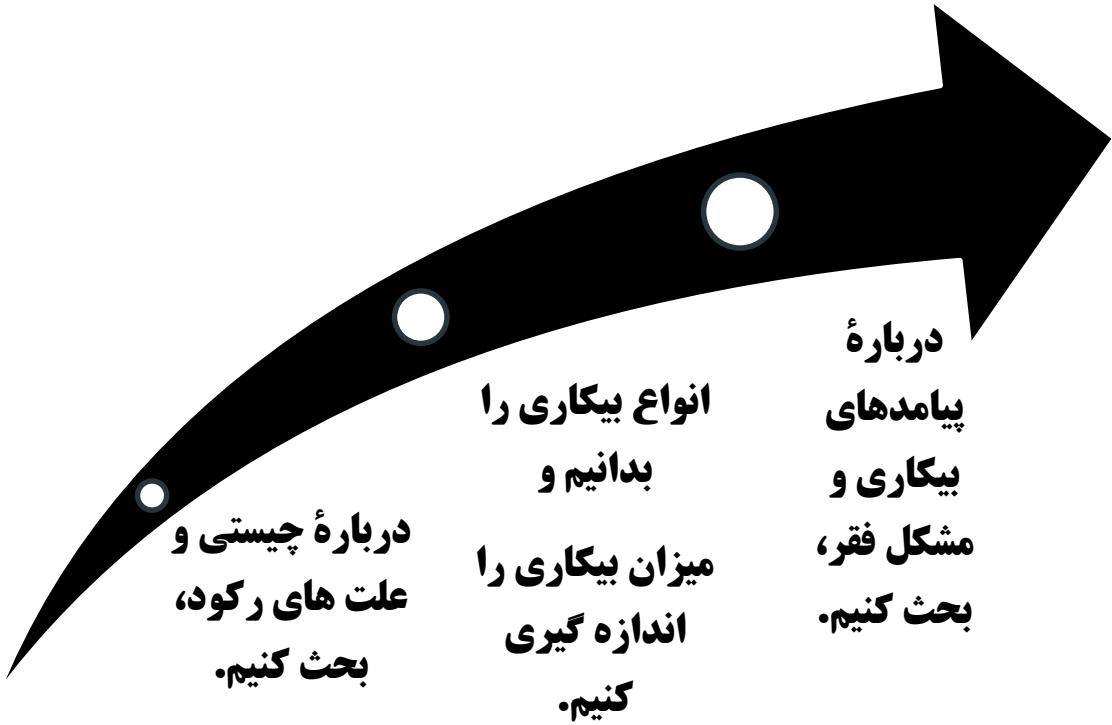 دربارهٔ چیستی و
علت های رکود،
بحث کنیم.
انواع بیکاری را
بدانیم و
میزان بیکاری را
اندازه گیری
کنیم.
دربارهٔ
پیامدهای
بیکاری و
مشکل فقر،
بحث کنیم.